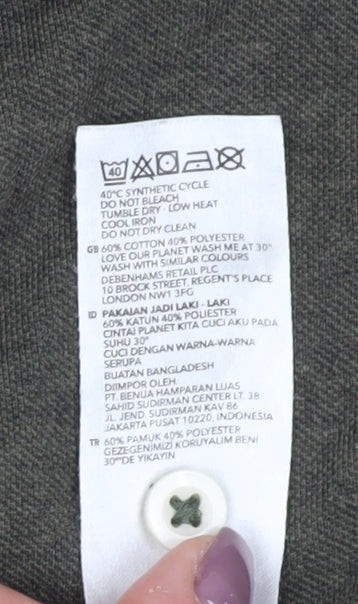 40
40°C SYNTHETIC CYCLE
DO NOT BLEACH
TUMBLE DRY - LOW HEAT
COOL IRON
DO NOT DRY CLEAN
GB 60% COTTON 40% POLYESTER
LOVE OUR PLANET WASH ME AT 30°
WASH WITH SIMILAR COLOURS
DEBENHAMS RETAIL PLC
10 BROCK STREET, REGENT'S PLACE
LONDON NW1 3FG
ID PAKAIAN JADI LAKI - LAKI
60% KATUN 40% POLIESTER
CINTAI PLANET KITA CUCI AKU PADA
SUHU 30°
CUCI DENGAN WARNA-WARNA
SERUPA
BUATAN BANGLADESH
DIIMPOR OLEH:
PT. BENUA HAMPARAN LUAS
SAHID SUDIRMAN CENTER LT. 38
JL. JEND. SUDIRMAN KAV 86
JAKARTA PUSAT 10220, INDONESIA
TR 60% PAMUK 40% POLYESTER
GEZEGENİMİZİ KORUYALIM BENİ
30°'DE YIKAYIN